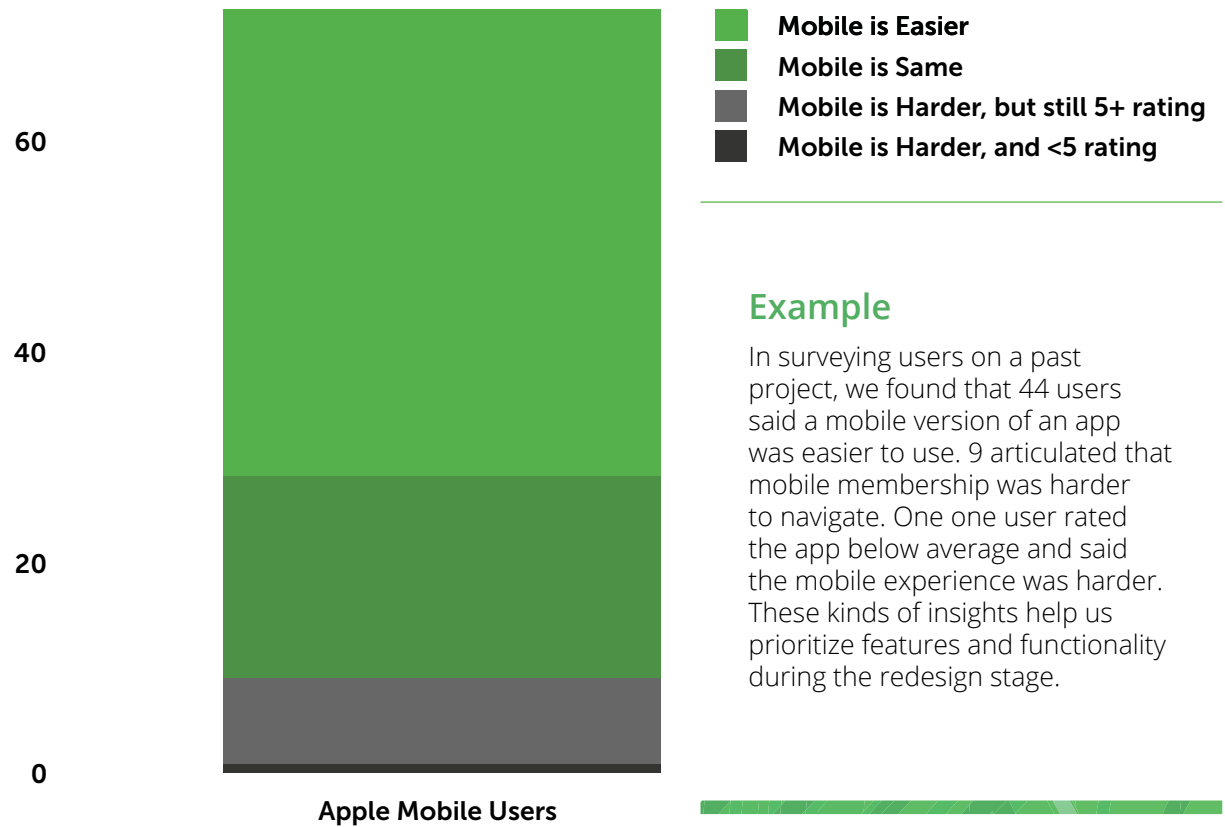 60
40
20
0
Apple Mobile Users
Mobile is Easier
Mobile is Same
Mobile is Harder, but still 5+ rating
Mobile is Harder, and <5 rating
Example
In surveying users on a past
project, we found that 44 users
said a mobile version of an app
was easier to use. 9 articulated that
mobile membership was harder
to navigate. One one user rated
the app below average and said
the mobile experience was harder.
These kinds of insights help us
prioritize features and functionality
during the redesign stage.